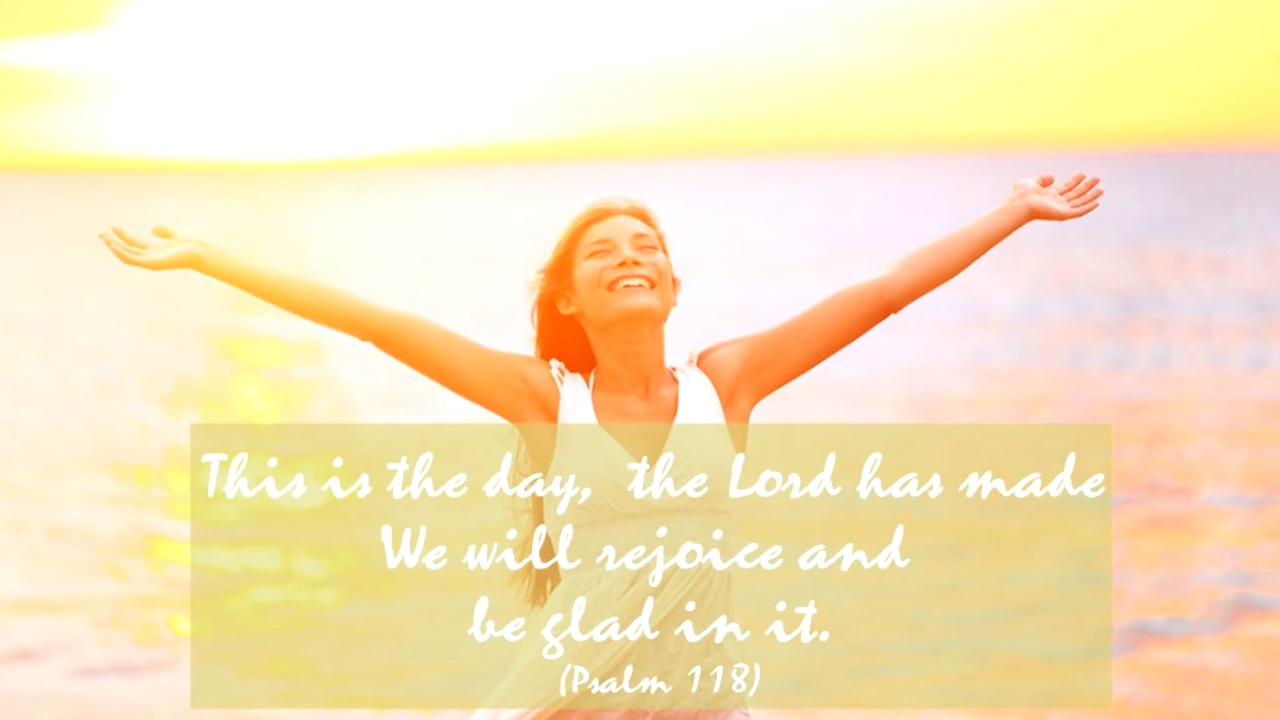 This is the day, the Lord has made
We will rejoice and
be glad in it.
(Psalm 118)